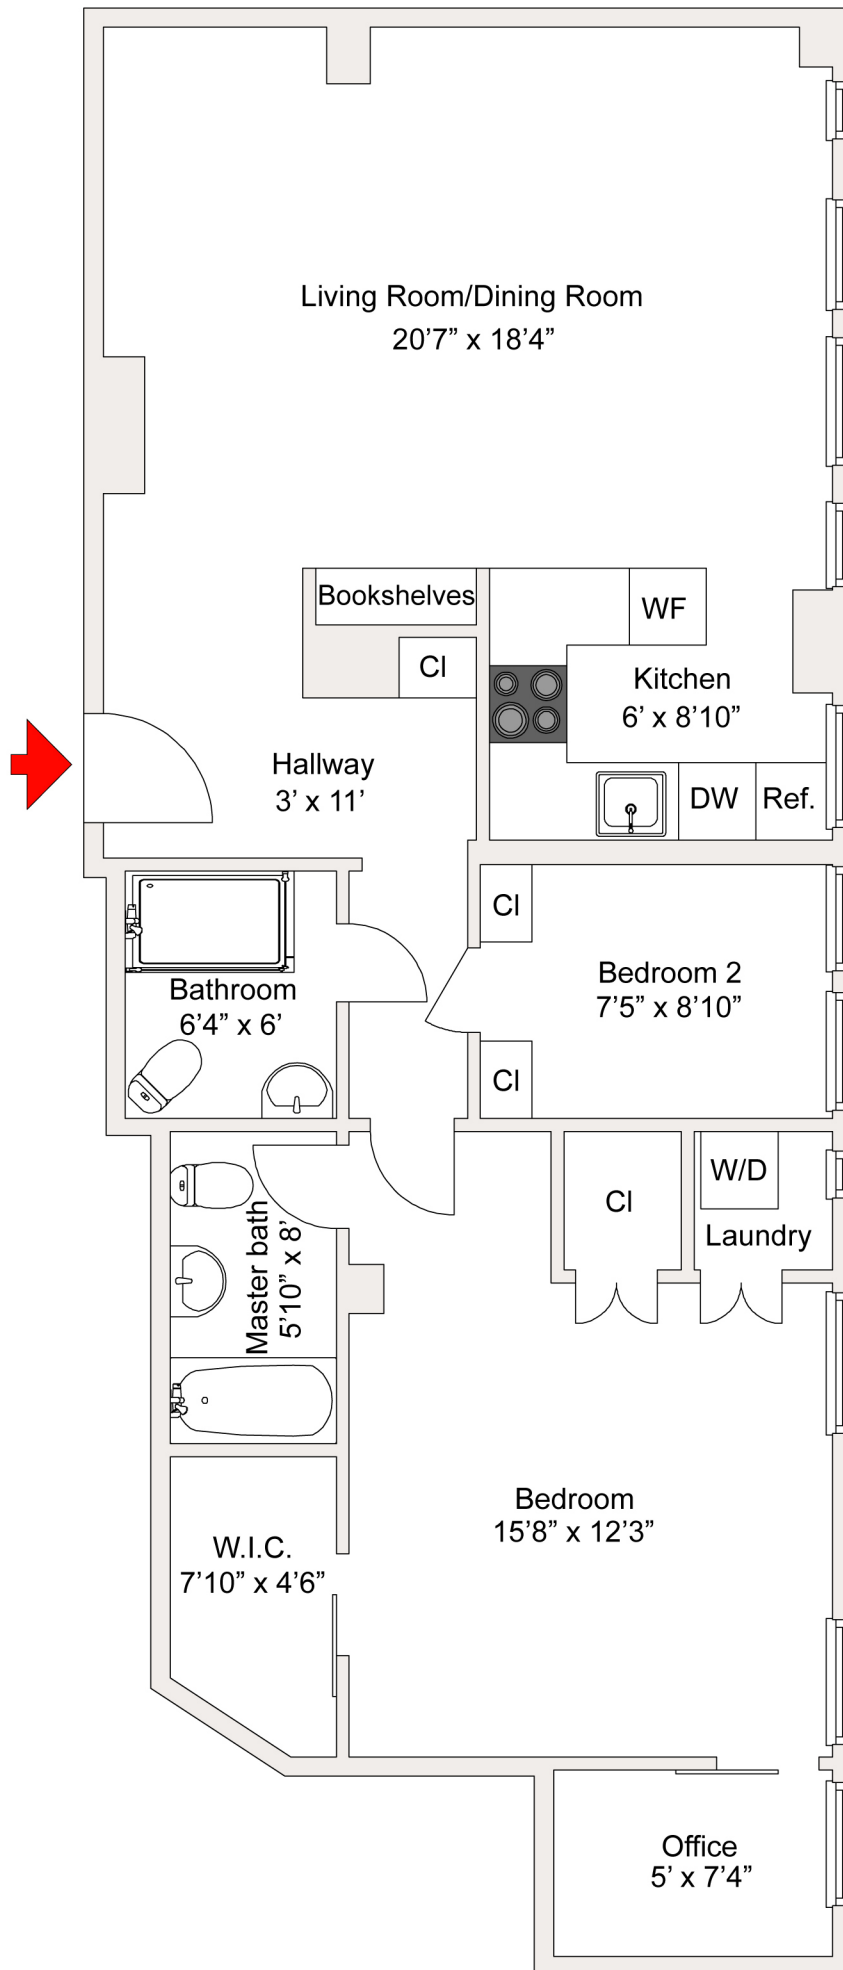 Living Room/Dining Room
20’7” x 18’4”
Bookshelves
WF
Cl
Kitchen
6’ x 8’10”
Hallway
3’ x 11’
DW
Ref.
Cl
Bedroom 2
7’5” x 8’10”
Bathroom
6’4” x 6’
Cl
W/D
Cl
Laundry
Master bath
5’10” x 8’
Bedroom
15’8” x 12’3”
W.I.C.
7’10” x 4’6”
Office
5’ x 7’4”